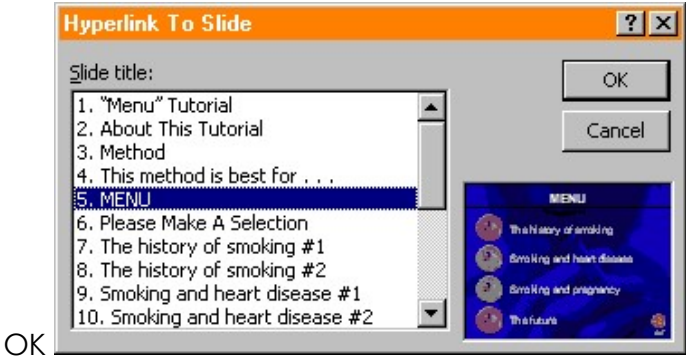 Hyperlink To Slide
Slide title:
1. "Menu" Tutorial
2. About This Tutorial
3. Method
4. This method is best for . . .
5. MENU
6. Please Make A Selection
7. The history of smoking #1
8. The history of smoking #2
9. Smoking and heart disease #1
10. Smoking and heart disease #2
OK
Cancel
MENU
The history of smoking
Smoking and heart disease
Smoking and pregnancy
The future
OK